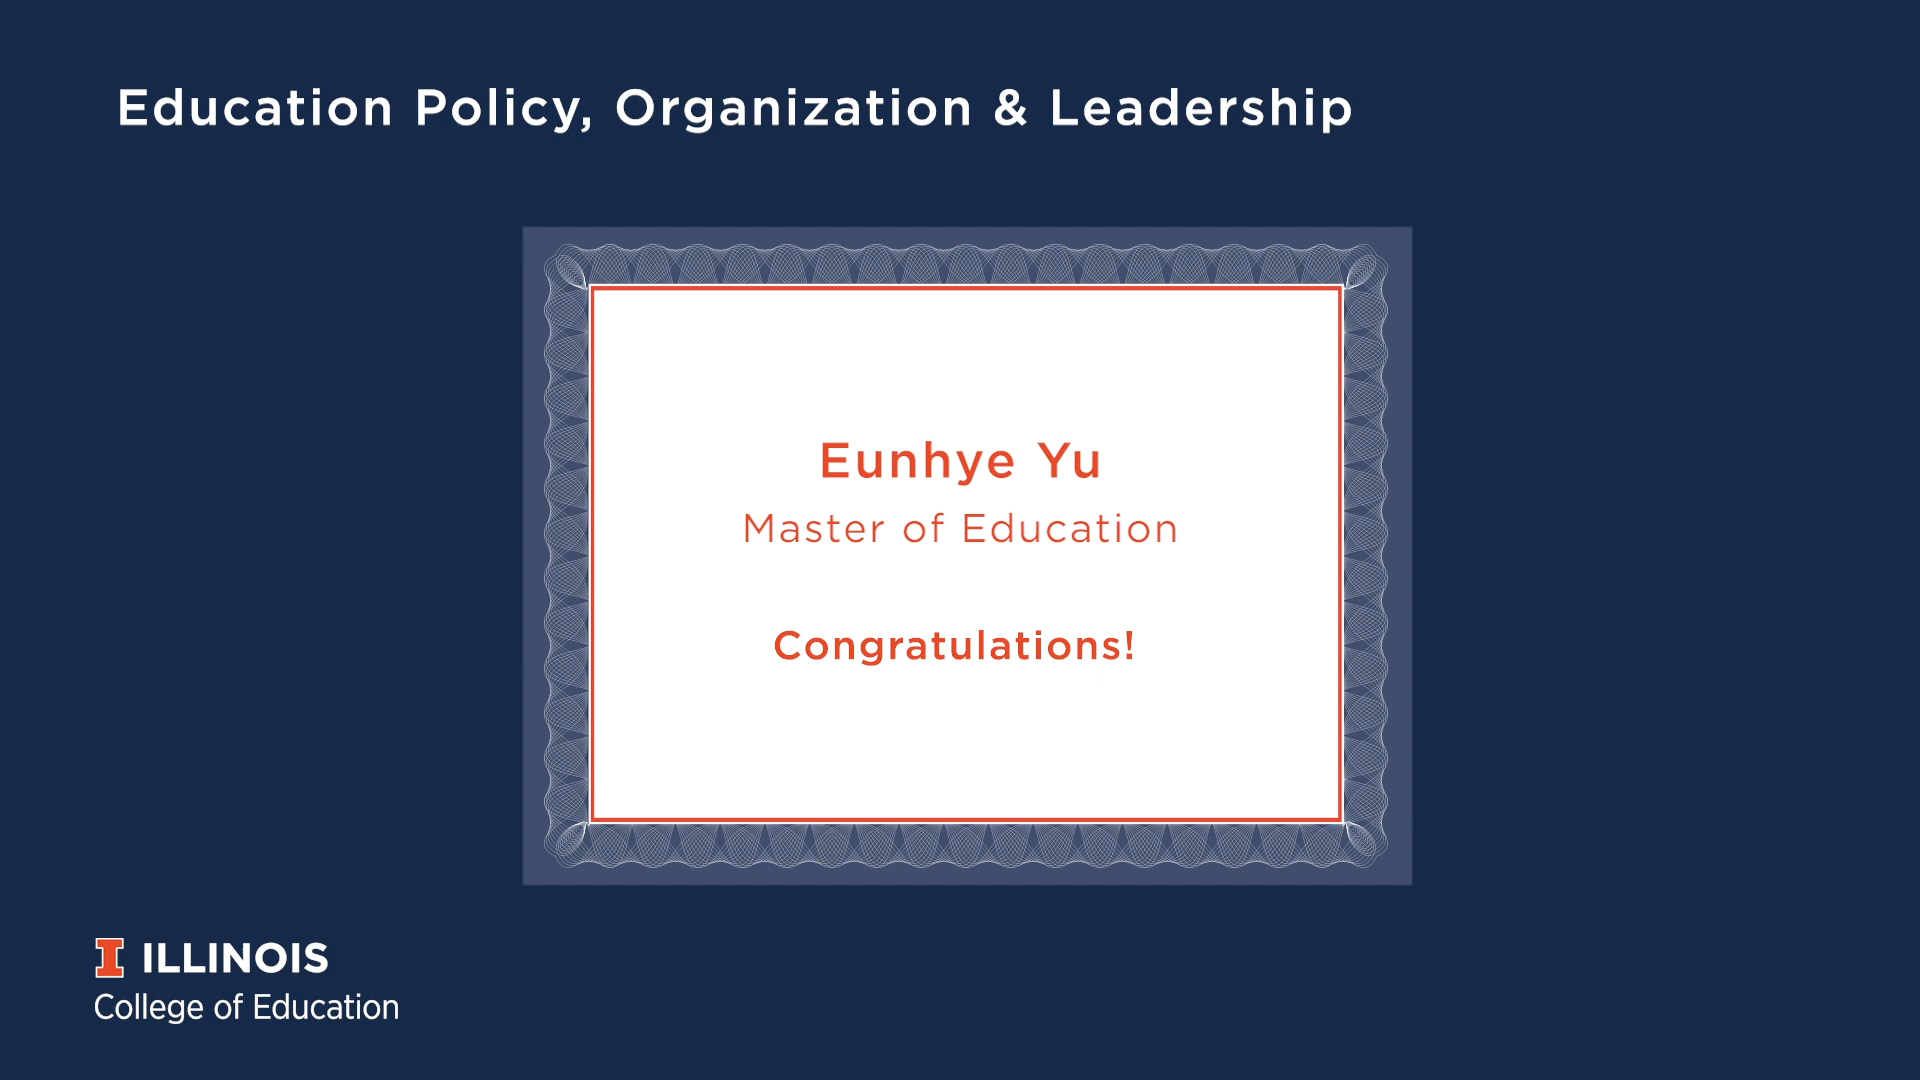 Education Policy, Organization & Leadership
Eunhye Yu
Master of Education
Congratulations!
I ILLINOIS
College of Education